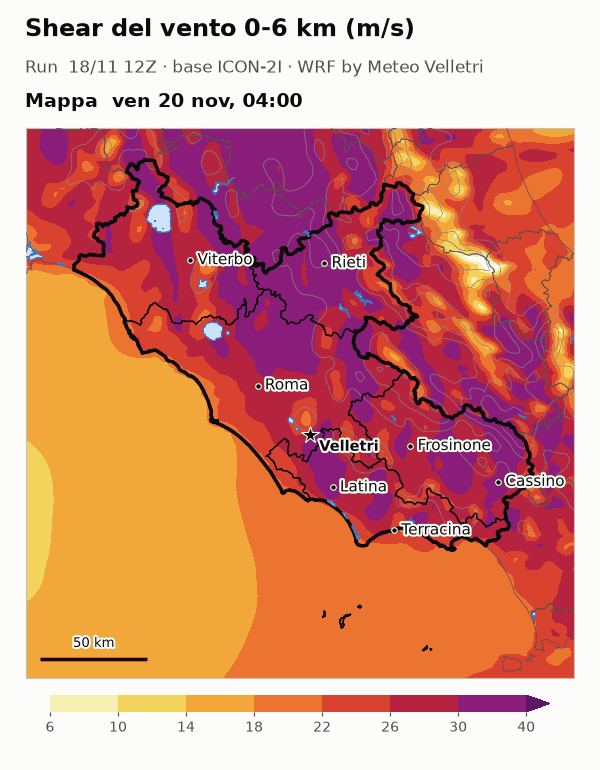 Shear del vento 0-6 km (m/s)
Run  18/11 12Z · base ICON-2I · WRF by Meteo Velletri
Mappa  ven 20 nov, 04:00
Viterbo
Rieti
Roma
Velletri
Frosinone
Latina
Cassino
Terracina
50 km
6 10 14 18 22 26 30 40